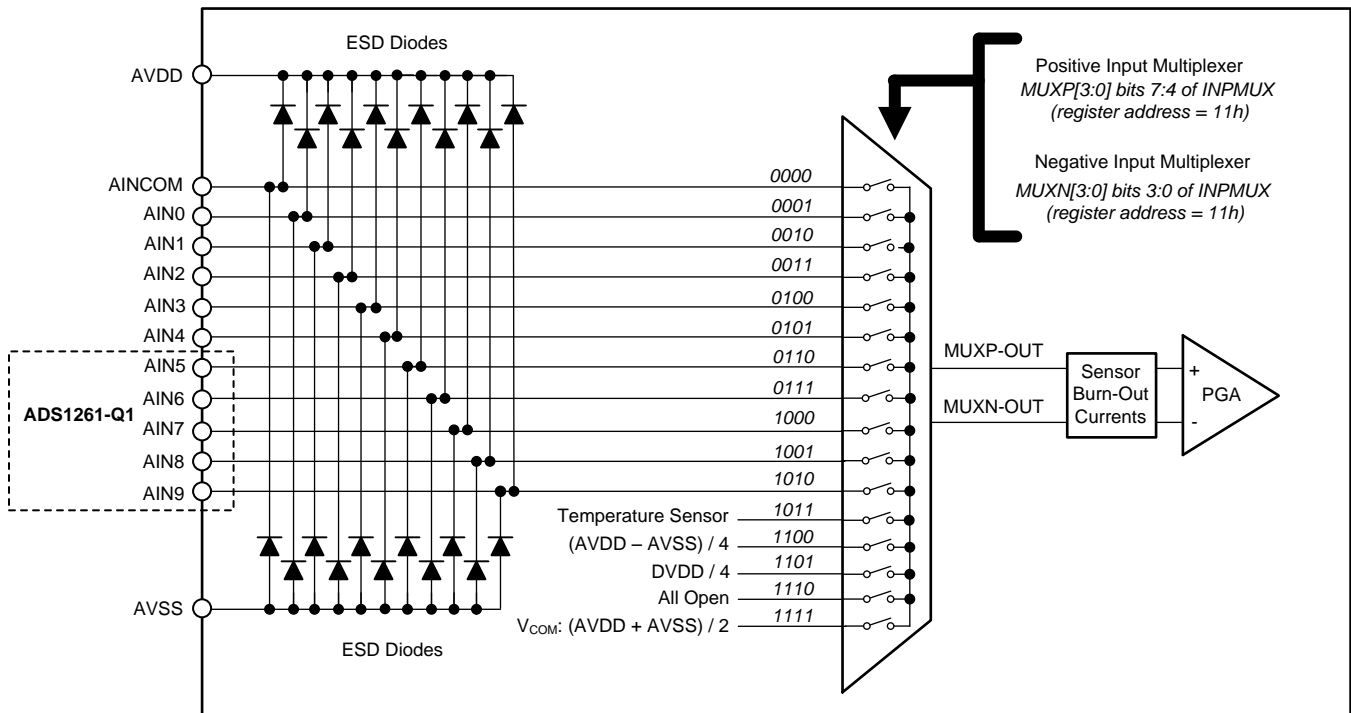 ESD Diodes
AVDD
Positive Input Multiplexer
MUXP[3:0] bits 7:4 of INPMUX
(register address = 11h)
Negative Input Multiplexer
MUXN[3:0] bits 3:0 of INPMUX
(register address = 11h)
AINCOM
0000
AIN0
0001
AIN1
0010
AIN2
0011
AIN3
0100
AIN4
0101
AIN5
0110
AIN6
0111
AIN7
1000
AIN8
1001
AIN9
1010
ADS1261-Q1
Temperature Sensor
1011
(AVDD – AVSS) / 4
1100
DVDD / 4
1101
All Open
1110
VCOM: (AVDD + AVSS) / 2
1111
AVSS
ESD Diodes
MUXP-OUT
MUXN-OUT
Sensor
Burn-Out
Currents
+
PGA
-